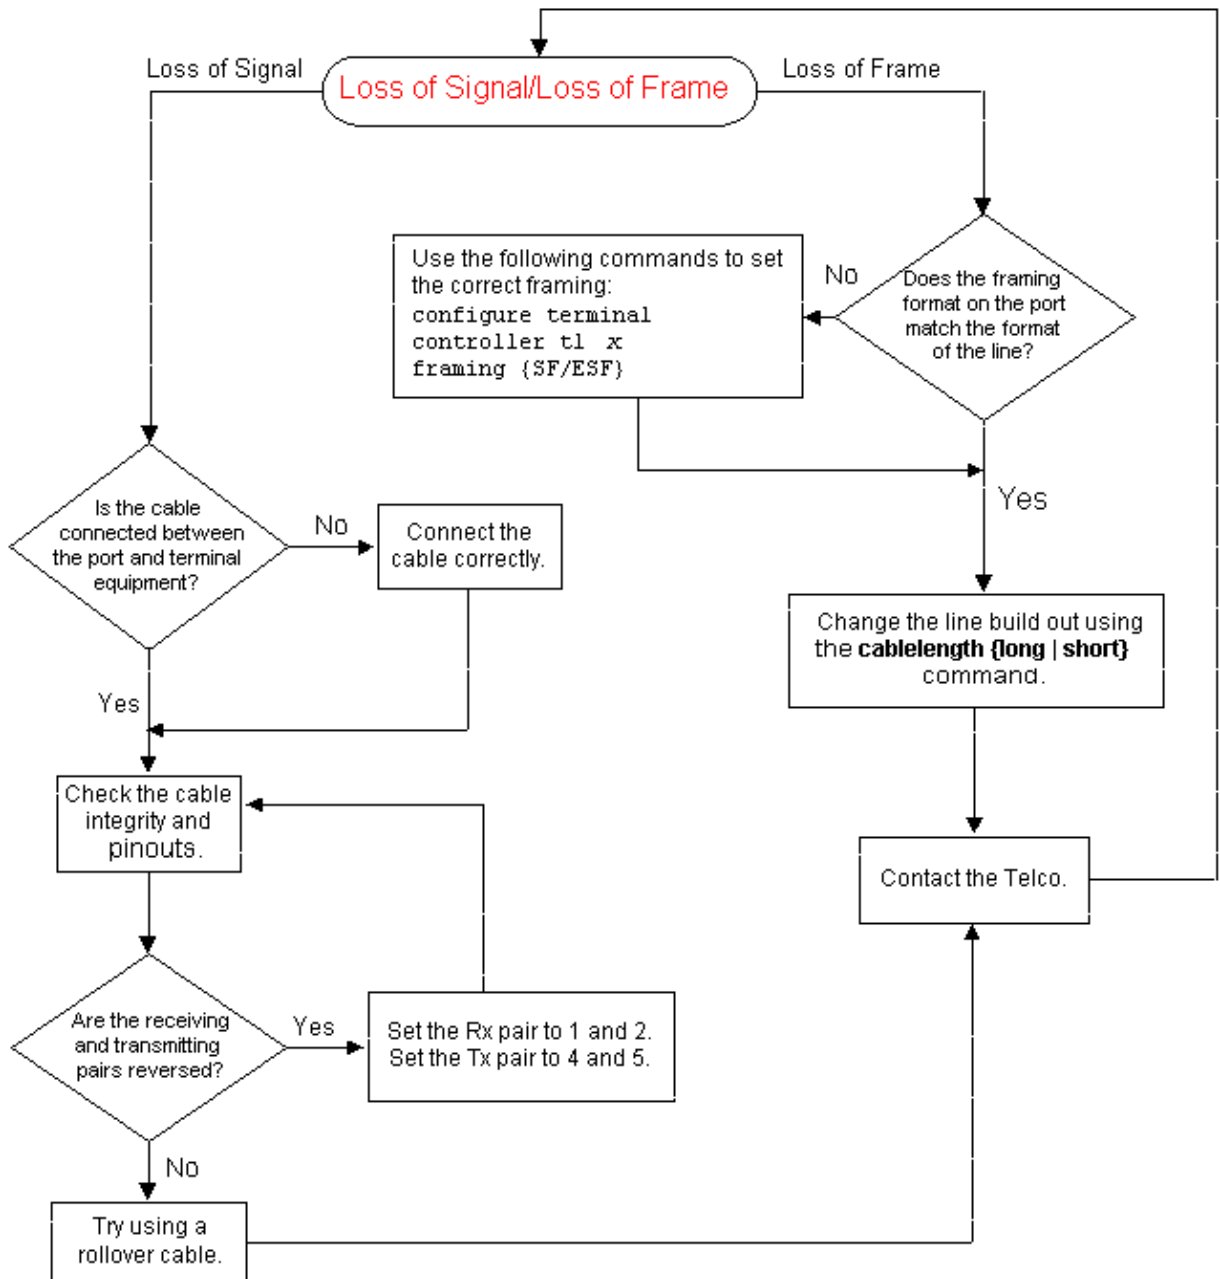 Loss of Signal
Loss of Signal/Loss of Frame
Loss of Frame
Use the following commands to set
the correct framing:
configure terminal
controller tl x
framing {SF/ESF}
No
Does the framing
format on the port
match the format
of the line?
Yes
Is the cable
connected between
the port and terminal
equipment?
No
Connect the
cable correctly.
Yes
Change the line build out using
the cablelength {long | short}
command.
Check the cable
integrity and
pinouts.
Contact the Telco.
Are the receiving
and transmitting
pairs reversed?
Yes
Set the Rx pair to 1 and 2.
Set the Tx pair to 4 and 5.
No
Try using a
rollover cable.